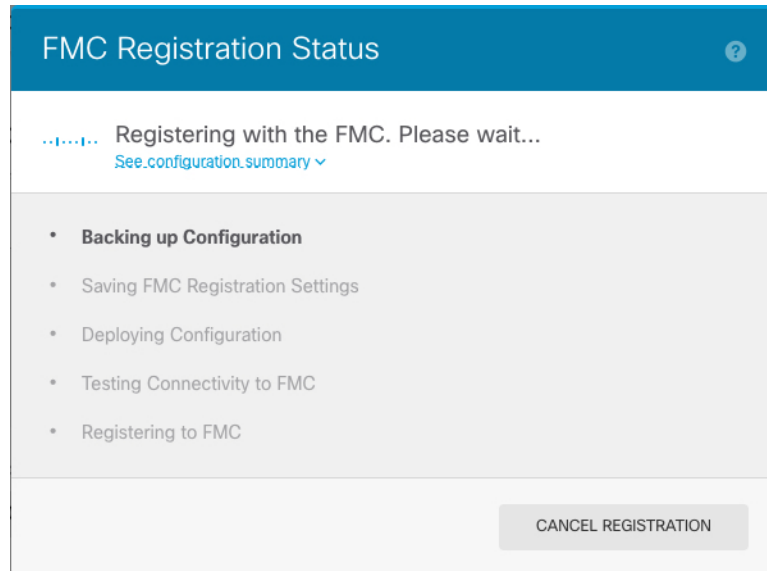 FMC Registration Status
?
Registering with the FMC. Please wait...
See configuration summary
• Backing up Configuration
• Saving FMC Registration Settings
• Deploying Configuration
• Testing Connectivity to FMC
• Registering to FMC
CANCEL REGISTRATION